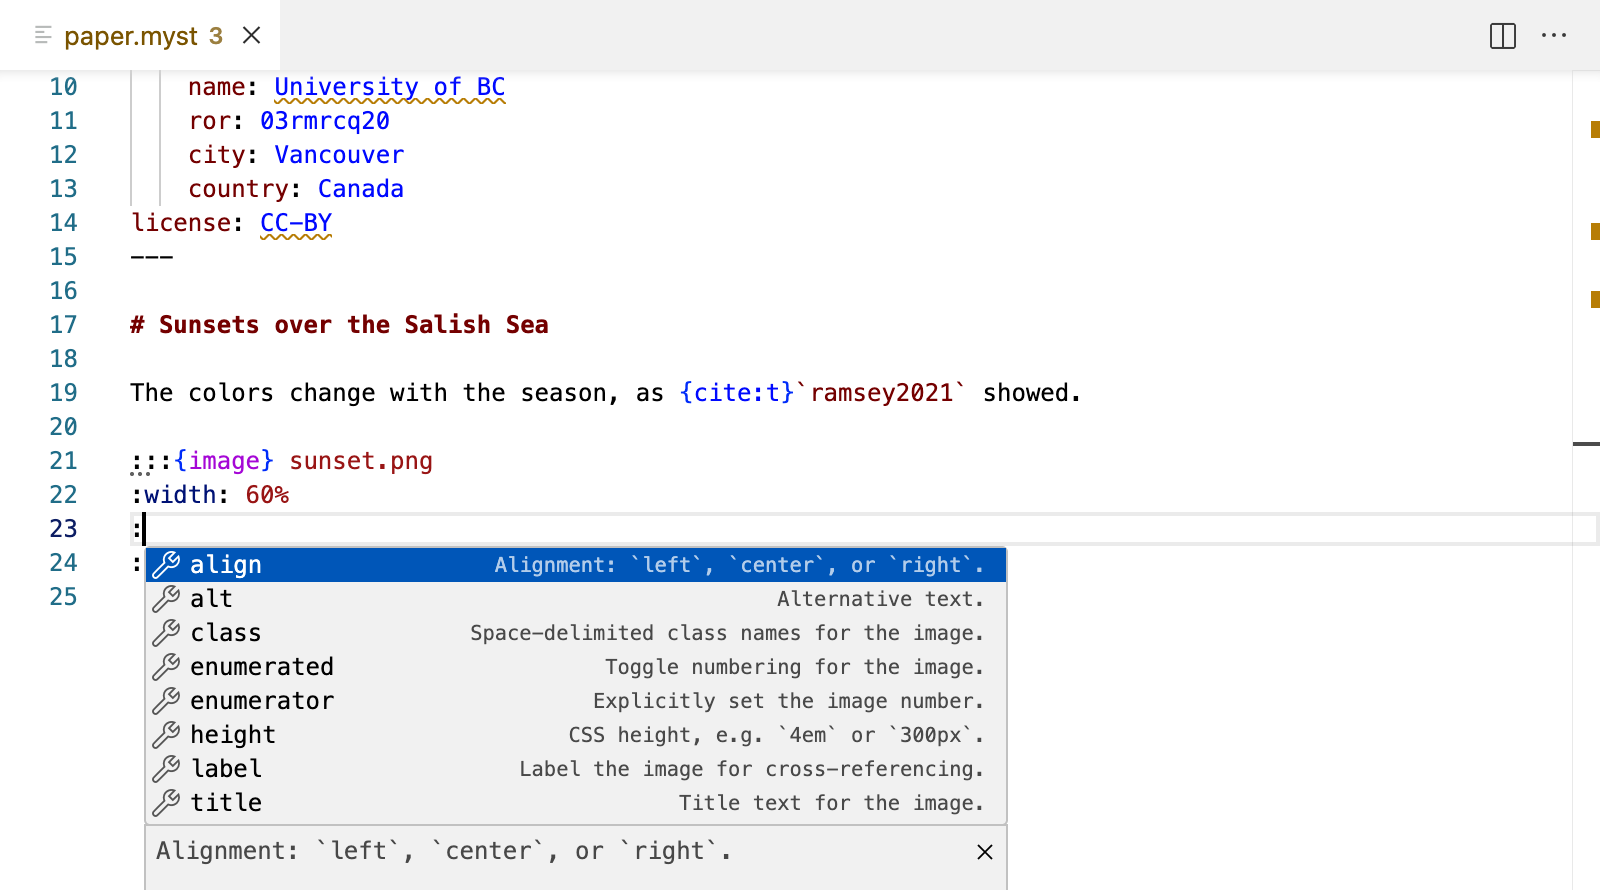 paper.myst 3
10 name: University of BC
11 ror: 03rmrcq20
12 city: Vancouver
13 country: Canada
14 license: CC-BY
15 ---
16
17 # Sunsets over the Salish Sea
18
19 The colors change with the season, as {cite:t}`ramsey2021` showed.
20
21 :::{image} sunset.png
22 :width: 60%
23 :
24 :
25
align Alignment: `left`, `center`, or `right`.
alt Alternative text.
class Space-delimited class names for the image.
enumerated Toggle numbering for the image.
enumerator Explicitly set the image number.
height CSS height, e.g. `4em` or `300px`.
label Label the image for cross-referencing.
title Title text for the image.
Alignment: `left`, `center`, or `right`.